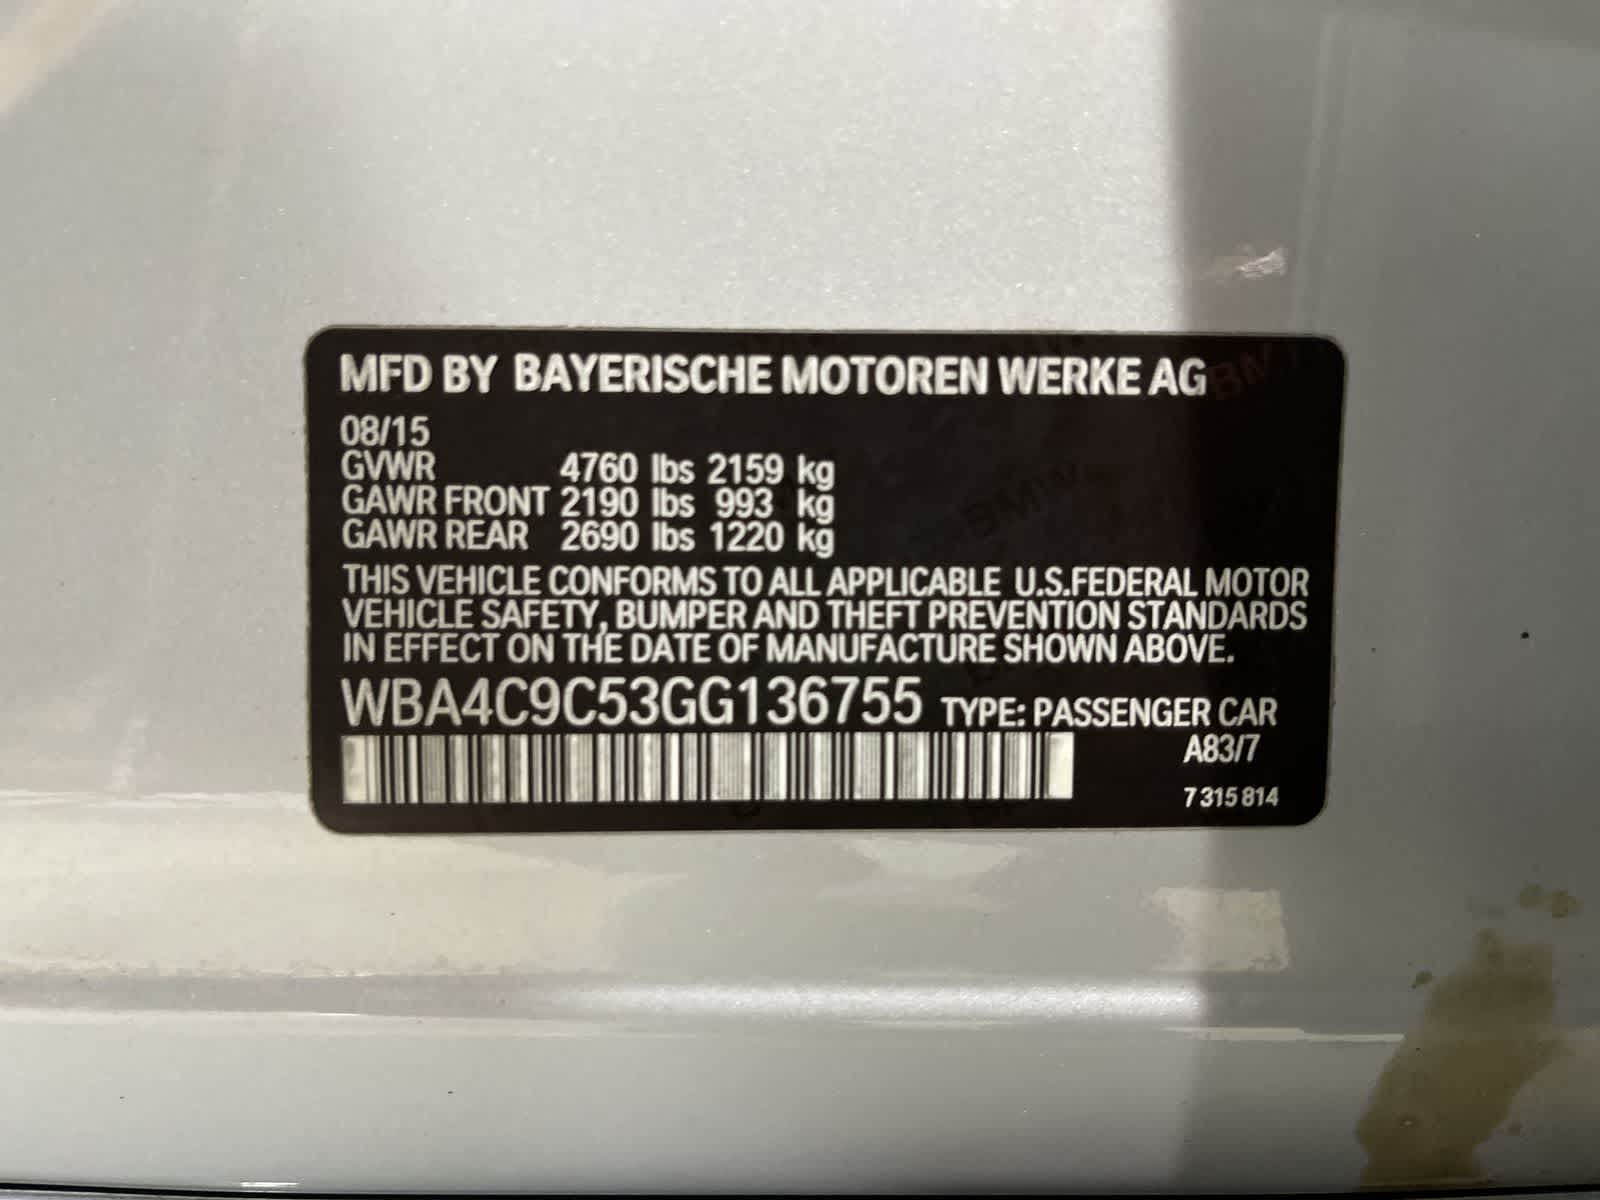 MFD BY BAYERISCHE MOTOREN WERKE AG
08/15
GVWR 4760 lbs 2159 kg
GAWR FRONT 2190 lbs 993 kg
GAWR REAR 2690 lbs 1220 kg
THIS VEHICLE CONFORMS TO ALL APPLICABLE U.S.FEDERAL MOTOR
VEHICLE SAFETY, BUMPER AND THEFT PREVENTION STANDARDS
IN EFFECT ON THE DATE OF MANUFACTURE SHOWN ABOVE.
WBA4C9C53GG136755 TYPE: PASSENGER CAR
A83/7
7 315 814